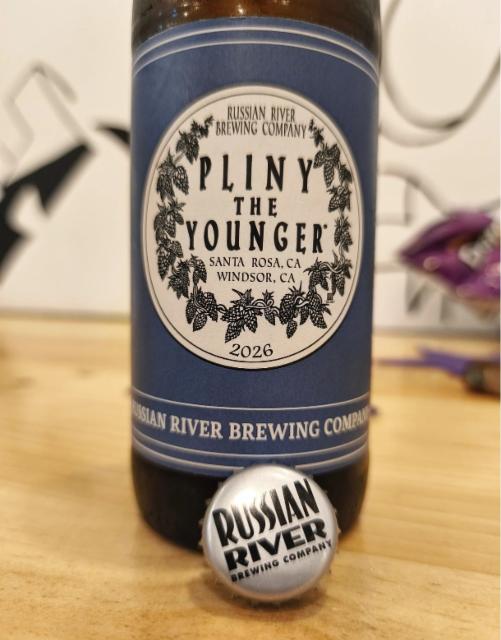 RUSSIAN RIVER
BREWING COMPANY
PLINY
THE
YOUNGER
SANTA ROSA, CA
WINDSOR, CA
2026
RUSSIAN RIVER BREWING COMPANY
RUSSIAN
RIVER
BREWING COMPANY